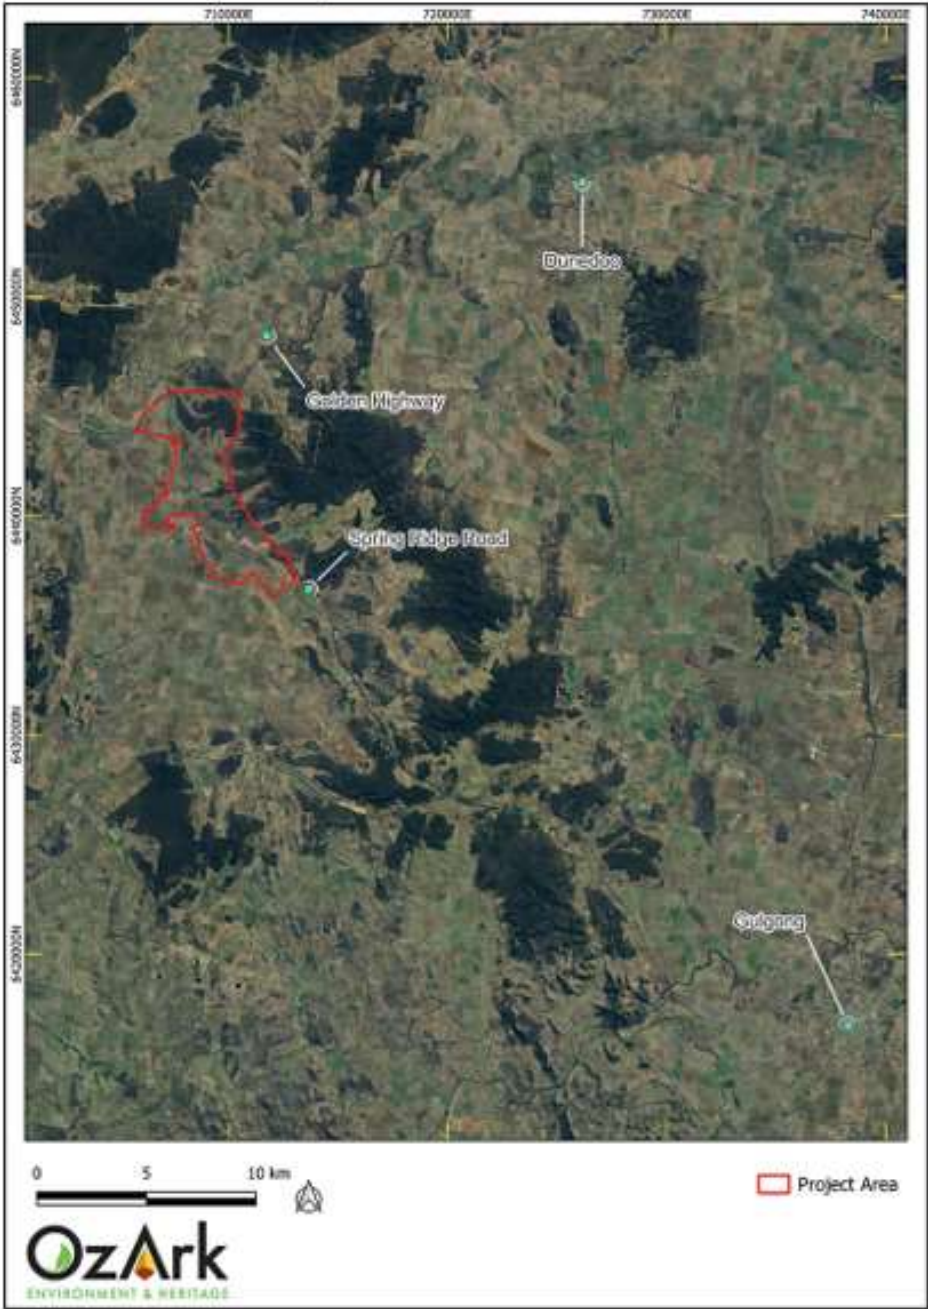 710000E 720000E 730000E 740000E
6460000N
Dunedoo
6450000N
Golden Highway
6440000N
Spring Ridge Road
6430000N
Gulgong
6420000N
0 5 10 km
Project Area
OzArk
ENVIRONMENT & HERITAGE